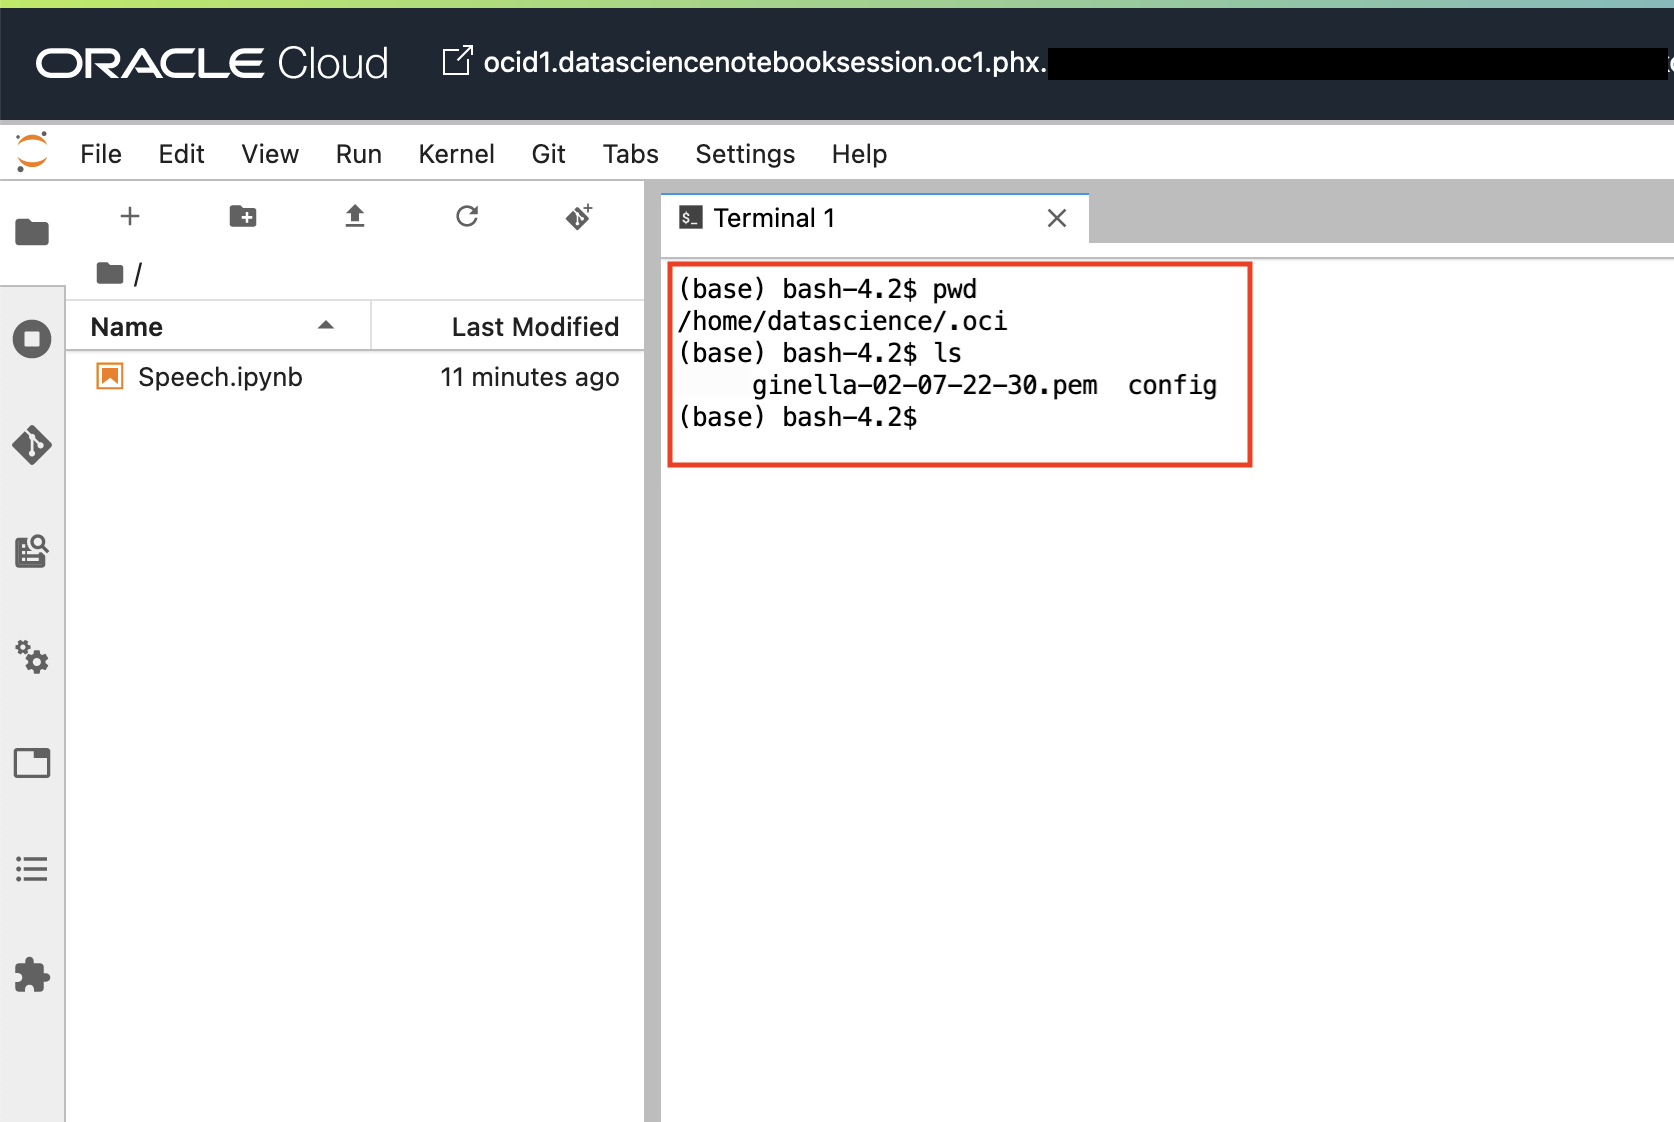 ORACLE Cloud ocid1.datasciencenotebooksession.oc1.phx.
File Edit View Run Kernel Git Tabs Settings Help
/
Name Last Modified
Speech.ipynb 11 minutes ago
$_ Terminal 1
(base) bash-4.2$ pwd
/home/datascience/.oci
(base) bash-4.2$ ls
ginella-02-07-22-30.pem config
(base) bash-4.2$